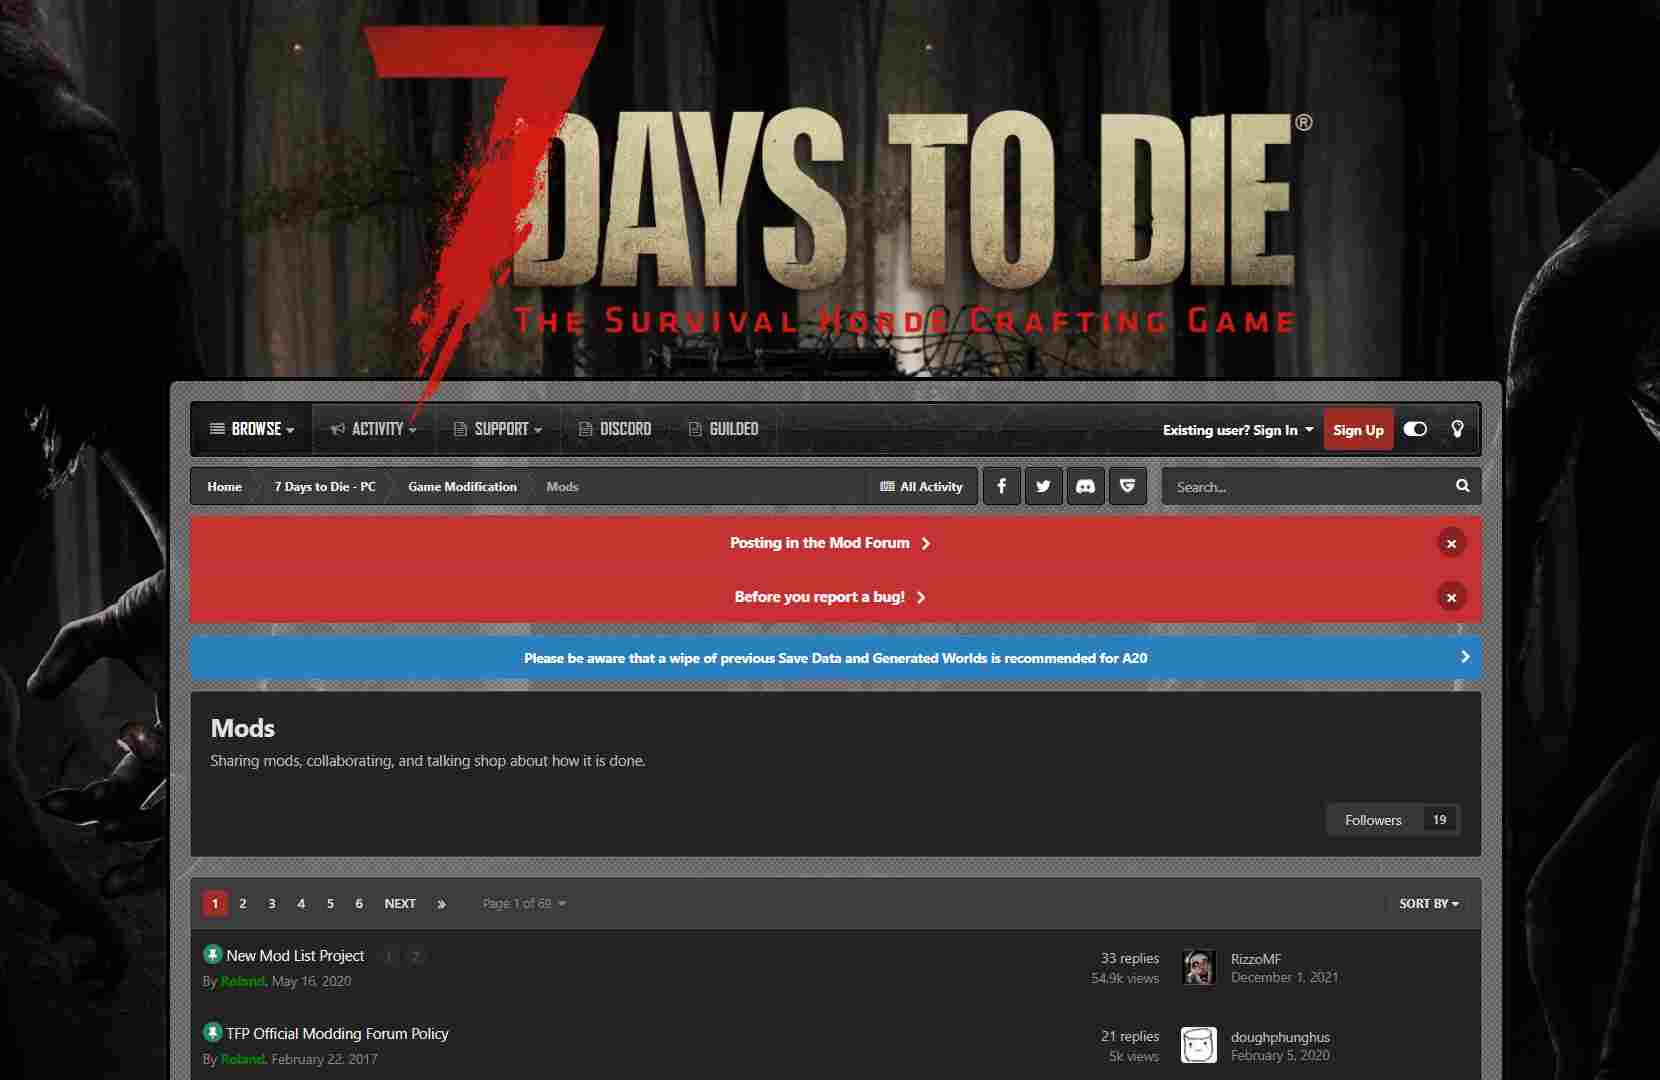 7 DAYS TO DIE®
THE SURVIVAL HORDE CRAFTING GAME
BROWSE ACTIVITY SUPPORT DISCORD GUILDED Existing user? Sign In Sign Up
Home 7 Days to Die - PC Game Modification Mods All Activity Search...
Posting in the Mod Forum
Before you report a bug!
Please be aware that a wipe of previous Save Data and Generated Worlds is recommended for A20
Mods
Sharing mods, collaborating, and talking shop about how it is done.
Followers 19
1 2 3 4 5 6 NEXT » Page 1 of 69 SORT BY
New Mod List Project 1 2 33 replies RizzoMF
By Roland, May 16, 2020 54.9k views December 1, 2021
TFP Official Modding Forum Policy 21 replies doughphunghus
By Roland, February 22, 2017 5k views February 5, 2020